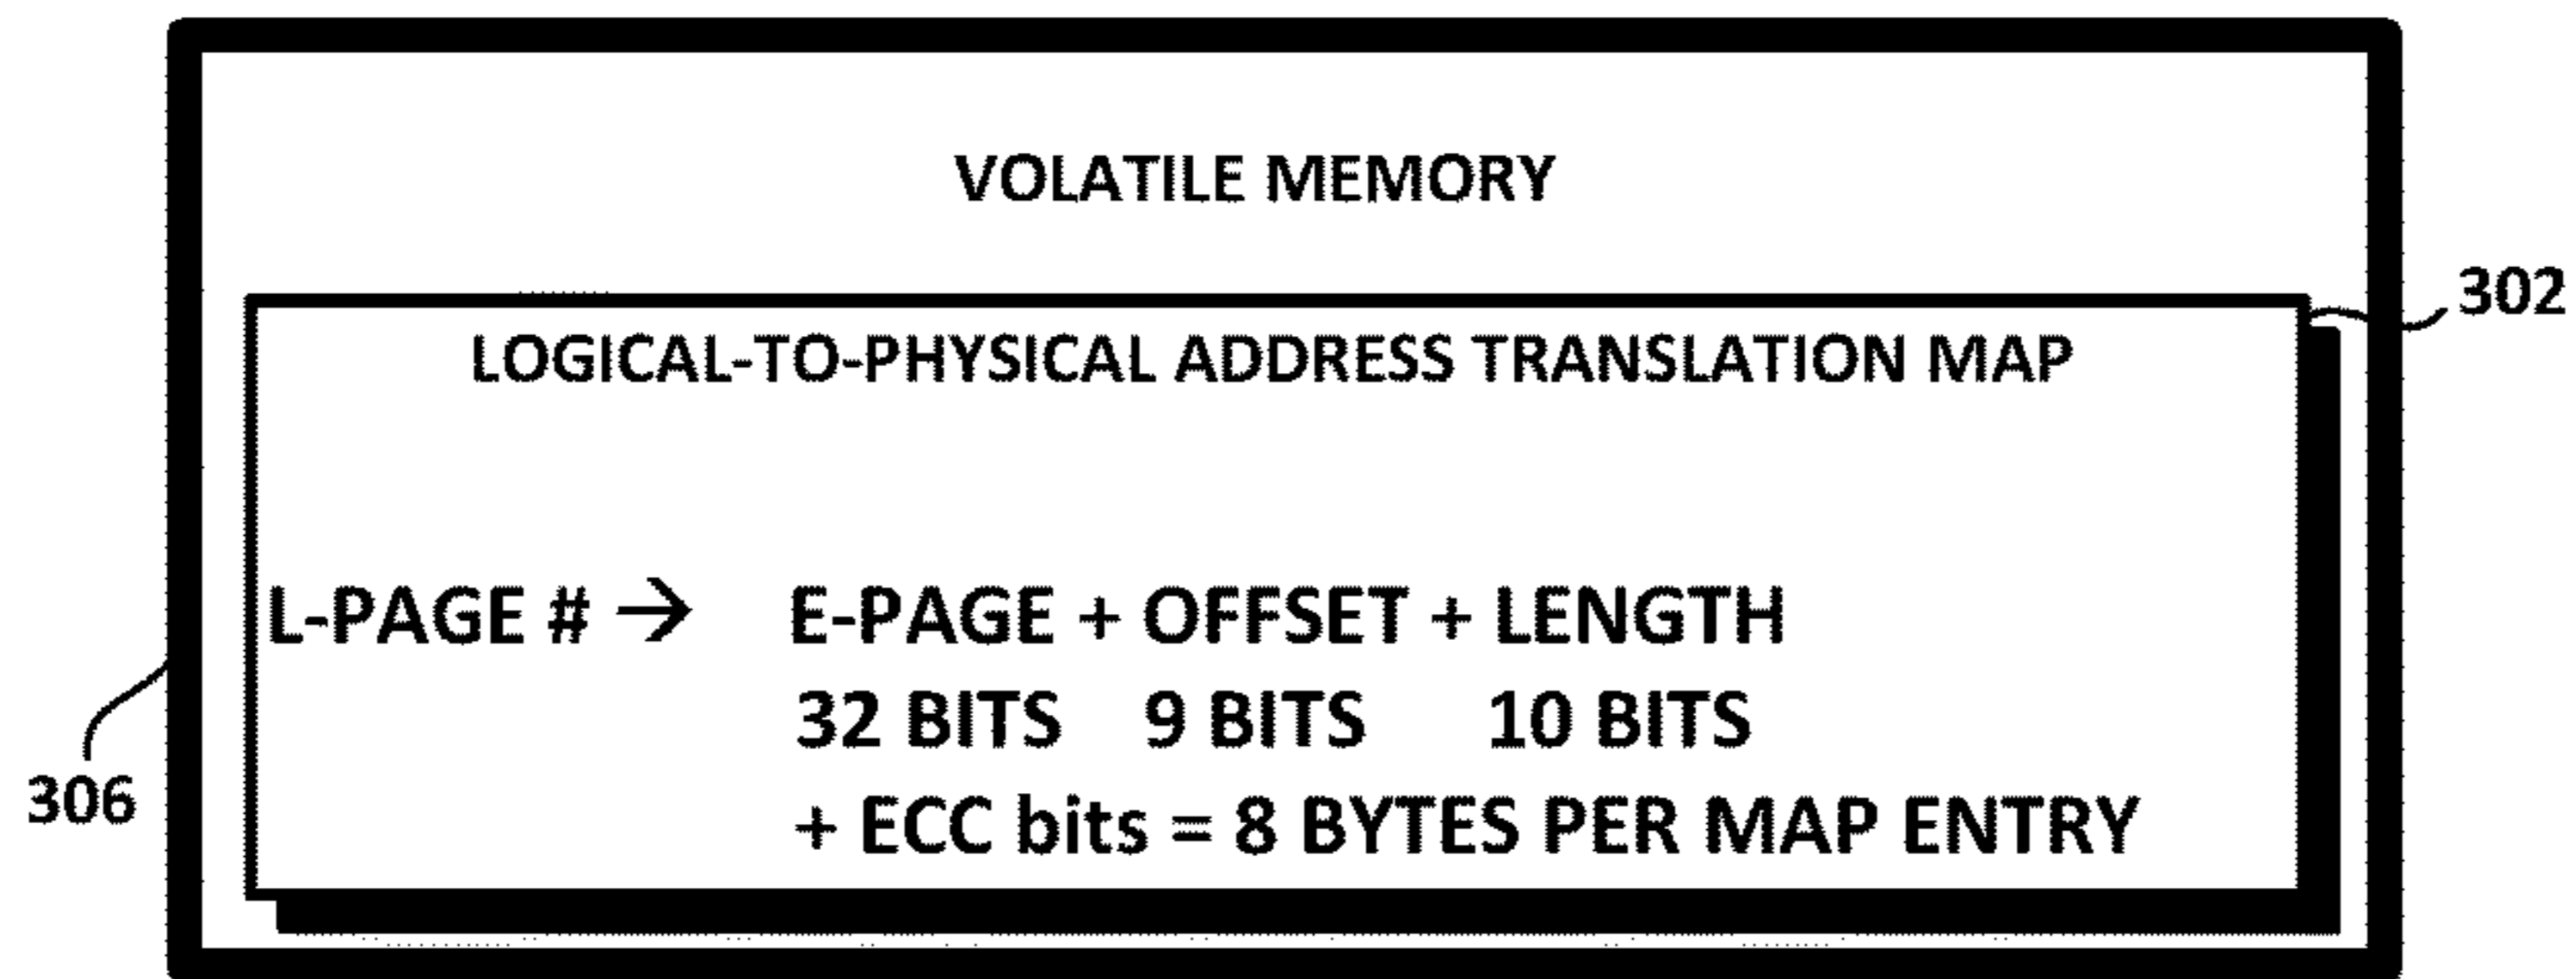 VOLATILE MEMORY
302
LOGICAL-TO-PHYSICAL ADDRESS TRANSLATION MAP
L-PAGE # → E-PAGE + OFFSET + LENGTH
32 BITS 9 BITS 10 BITS
306
+ ECC bits = 8 BYTES PER MAP ENTRY